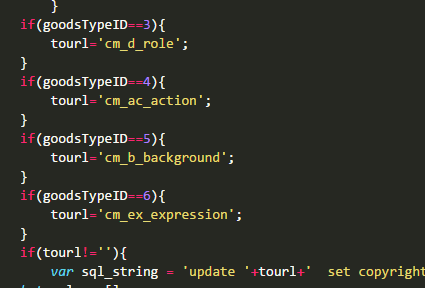 }
if(goodsTypeID==3){
tourl='cm_d_role';
}
if(goodsTypeID==4){
tourl='cm_ac_action';
}
if(goodsTypeID==5){
tourl='cm_b_background';
}
if(goodsTypeID==6){
tourl='cm_ex_expression';
}
if(tourl!=''){
var sql_string = 'update '+tourl+'  set copyright